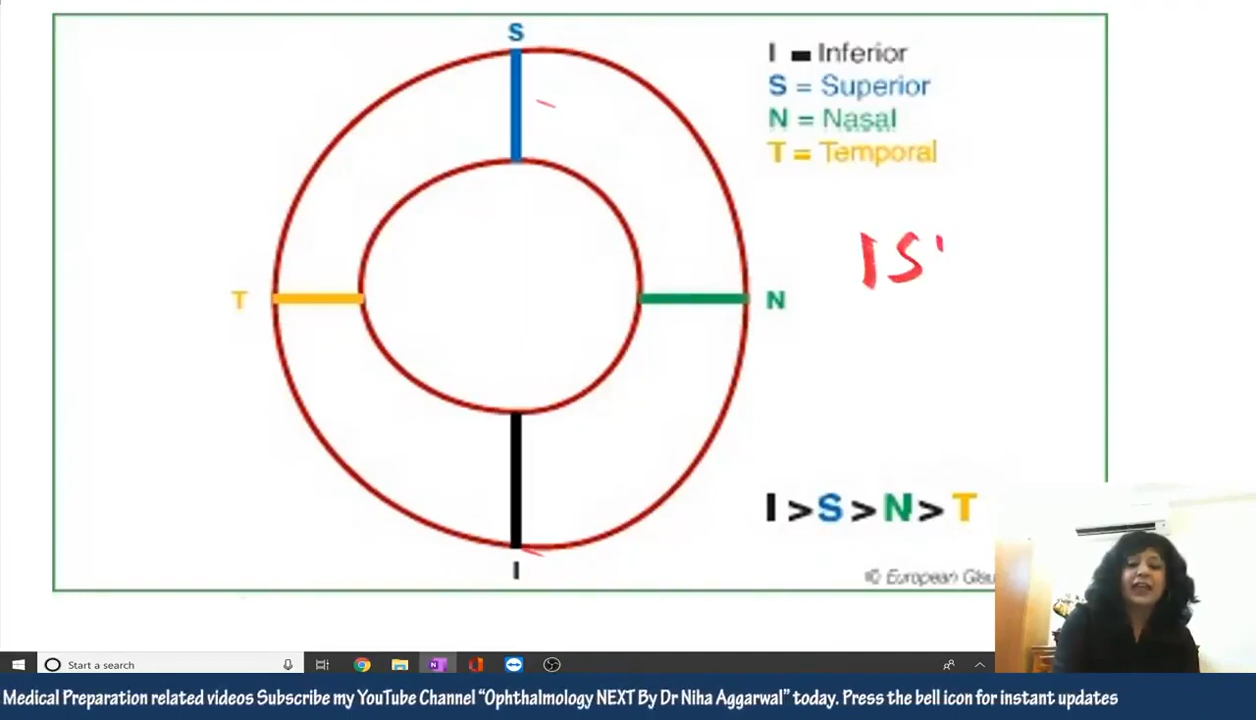 S
I = Inferior
S = Superior
N = Nasal
T = Temporal
IS'
T
N
I > S > N > T
I
© European Glau
Start a search
Medical Preparation related videos Subscribe my YouTube Channel “Ophthalmology NEXT By Dr Niha Aggarwal” today. Press the bell icon for instant updates